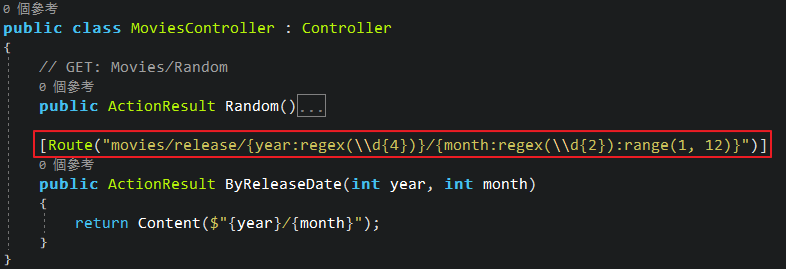 0 個參考
public class MoviesController : Controller
{
// GET: Movies/Random
0 個參考
public ActionResult Random()...
[Route("movies/release/{year:regex(\\d{4})}/{month:regex(\\d{2}):range(1, 12)}")]
0 個參考
public ActionResult ByReleaseDate(int year, int month)
{
return Content($"{year}/{month}");
}
}